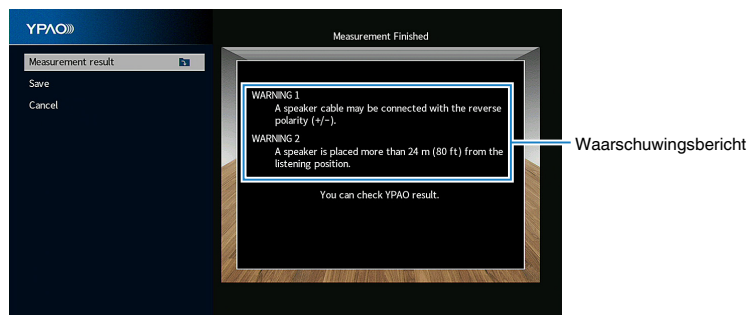 YPAO
Measurement result
Save
Cancel
Measurement Finished
WARNING 1
A speaker cable may be connected with the reverse
polarity (+/-).
WARNING 2
A speaker is placed more than 24 m (80 ft) from the
listening position.
You can check YPAO result.
Waarschuwingsbericht